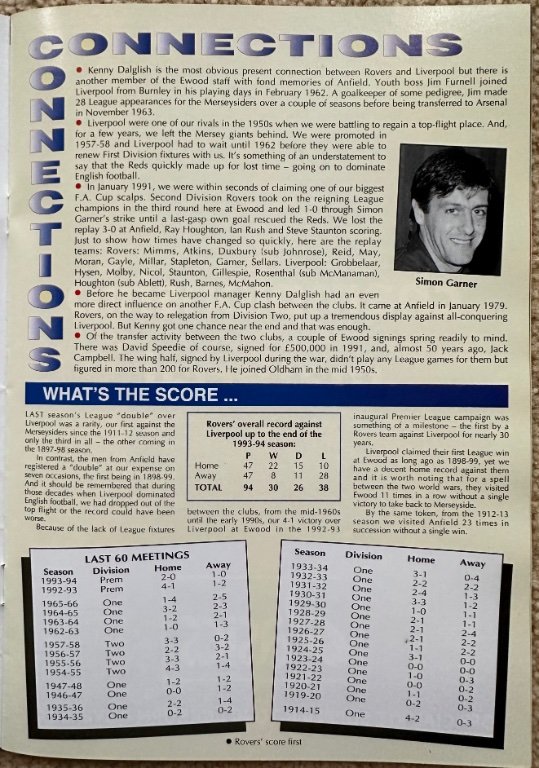 CONNECTIONS
CONNECTIONS
• Kenny Dalglish is the most obvious present connection between Rovers and Liverpool but there is
another member of the Ewood staff with fond memories of Anfield. Youth boss Jim Furnell joined
Liverpool from Burnley in his playing days in February 1962. A goalkeeper of some pedigree, Jim made
28 League appearances for the Merseysiders over a couple of seasons before being transferred to Arsenal
in November 1963.
• Liverpool were one of our rivals in the 1950s when we were battling to regain a top-flight place. And,
for a few years, we left the Mersey giants behind. We were promoted in
1957-58 and Liverpool had to wait until 1962 before they were able to
renew First Division fixtures with us. It's something of an understatement to
say that the Reds quickly made up for lost time – going on to dominate
English football.
• In January 1991, we were within seconds of claiming one of our biggest
F.A. Cup scalps. Second Division Rovers took on the reigning League
champions in the third round here at Ewood and led 1-0 through Simon
Garner's strike until a last-gasp own goal rescued the Reds. We lost the
replay 3-0 at Anfield, Ray Houghton, Ian Rush and Steve Staunton scoring.
Just to show how times have changed so quickly, here are the replay
teams: Rovers: Mimms, Atkins, Duxbury (sub Johnrose), Reid, May,
Moran, Gayle, Millar, Stapleton, Garner, Sellars. Liverpool: Grobbelaar,
Hysen, Molby, Nicol, Staunton, Gillespie, Rosenthal (sub McManaman),
Houghton (sub Ablett), Rush, Barnes, McMahon.
Simon Garner
• Before he became Liverpool manager Kenny Dalglish had an even
more direct influence on another F.A. Cup clash between the clubs. It came at Anfield in January 1979.
Rovers, on the way to relegation from Division Two, put up a tremendous display against all-conquering
Liverpool. But Kenny got one chance near the end and that was enough.
• Of the transfer activity between the two clubs, a couple of Ewood signings spring readily to mind.
There was David Speedie of course, signed for £500,000 in 1991, and, almost 50 years ago, Jack
Campbell. The wing half, signed by Liverpool during the war, didn't play any League games for them but
figured in more than 200 for Rovers. He joined Oldham in the mid 1950s.
WHAT'S THE SCORE ...
LAST season's League "double" over
Liverpool was a rarity, our first against the
Merseysiders since the 1911-12 season and
only the third in all – the other coming in
the 1897-98 season.
In contrast, the men from Anfield have
registered a "double" at our expense on
seven occasions, the first being in 1898-99.
And it should be remembered that during
those decades when Liverpool dominated
English football, we had dropped out of the
top flight or the record could have been
worse.
Because of the lack of League fixtures
Rovers' overall record against
Liverpool up to the end of the
1993-94 season:
P W D L
Home 47 22 15 10
Away 47 8 11 28
TOTAL 94 30 26 38
between the clubs, from the mid-1960s
until the early 1990s, our 4-1 victory over
Liverpool at Ewood in the 1992-93
inaugural Premier League campaign was
something of a milestone – the first by a
Rovers team against Liverpool for nearly 30
years.
Liverpool claimed their first League win
at Ewood as long ago as 1898-99, yet we
have a decent home record against them
and it is worth noting that for a spell
between the two world wars, they visited
Ewood 11 times in a row without a single
victory to take back to Merseyside.
By the same token, from the 1912-13
season we visited Anfield 23 times in
succession without a single win.
LAST 60 MEETINGS
Season Division Home Away
1993-94 Prem 2-0 1-0
1992-93 Prem 4-1 1-2
1965-66 One 1-4 2-5
1964-65 One 3-2 2-3
1963-64 One 1-2 2-1
1962-63 One 1-0 1-3
1957-58 Two 3-3 0-2
1956-57 Two 2-2 3-2
1955-56 Two 3-3 2-1
1954-55 Two 4-3 1-4
1947-48 One 1-2 1-2
1946-47 One 0-0 1-2
1935-36 One 2-2 1-4
1934-35 One 0-2 0-2
Season Division Home Away
1933-34 One 3-1 0-4
1932-33 One 2-2 2-2
1931-32 One 2-4 1-3
1930-31 One 3-3 1-2
1929-30 One 1-0 1-1
1928-29 One 2-1 1-1
1927-28 One 2-1 2-4
1926-27 One 2-1 2-2
1925-26 One 1-1 2-2
1924-25 One 3-1 0-0
1923-24 One 0-0 0-0
1922-23 One 1-0 0-3
1921-22 One 0-0 0-2
1920-21 One 1-1 0-2
1919-20 One 0-2 0-3
1914-15 One 4-2 0-3
• Rovers' score first